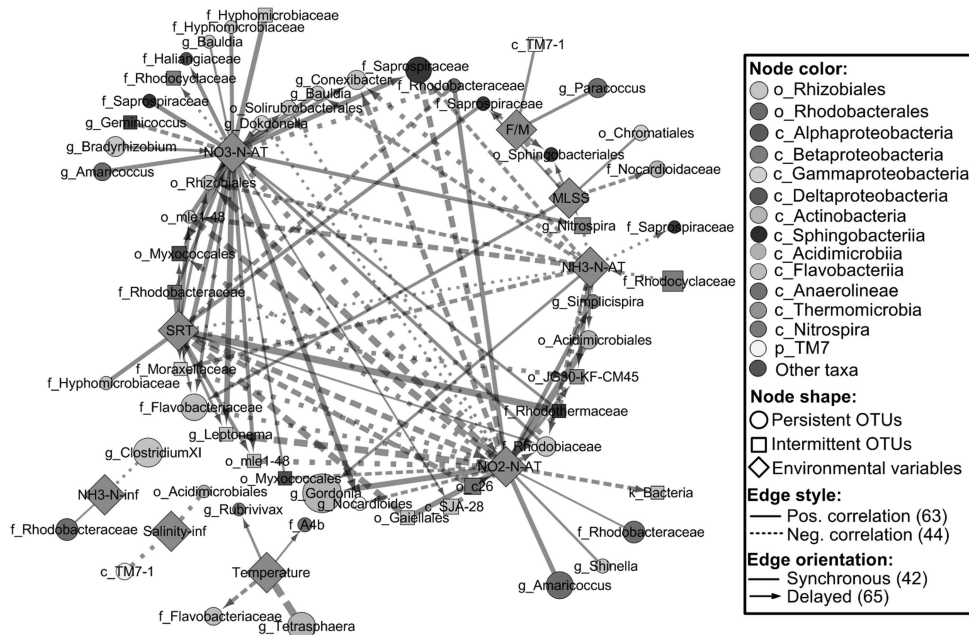 f_Hyphomicrobiaceae
f_Hyphomicrobiaceae
g_Bauldia
f_Haliangiaceae
f_Rhodocyclaceae
f_Saprospiraceae
g_Geminicoccus
g_Bradyrhizobium
g_Amaricoccus
NO3-N-AT
o_Rhizobiales
g_Conexibacter
g_Bauldia
o_Solirubrobacterales
g_Dokdonella
f_Saprospiraceae
f_Rhodobacteraceae
f_Saprospiraceae
c_TM7-1
g_Paracoccus
F/M
o_Chromatiales
o_Sphingobacteriales
f_Nocardioidaceae
MLSS
g_Nitrospira
f_Saprospiraceae
NH3-N-AT
f_Rhodocyclaceae
g_Simplicispira
o_Acidimicrobiales
o_JG30-KF-CM45
f_Rhodothermaceae
f_Rhodobiaceae
NO2-N-AT
o_mle1-48
o_Myxococcales
f_Rhodobacteraceae
SRT
f_Moraxellaceae
f_Hyphomicrobiaceae
f_Flavobacteriaceae
g_Leptonema
o_mle1-48
o_Myxococcales
g_Gordonia
g_Nocardioides
o_Gaiellales
o_c26
c_SJA-28
k_Bacteria
f_Rhodobacteraceae
g_Shinella
g_Amaricoccus
g_ClostridiumXI
NH3-N-inf
f_Rhodobacteraceae
o_Acidimicrobiales
Salinity-inf
c_TM7-1
g_Rubrivivax
f_A4b
Temperature
f_Flavobacteriaceae
g_Tetrasphaera
Node color:
o_Rhizobiales
o_Rhodobacterales
c_Alphaproteobacteria
c_Betaproteobacteria
c_Gammaproteobacteria
c_Deltaproteobacteria
c_Actinobacteria
c_Sphingobacteriia
c_Acidimicrobiia
c_Flavobacteriia
c_Anaerolineae
c_Thermomicrobia
c_Nitrospira
p_TM7
Other taxa
Node shape:
Persistent OTUs
Intermittent OTUs
Environmental variables
Edge style:
Pos. correlation (63)
Neg. correlation (44)
Edge orientation:
Synchronous (42)
Delayed (65)